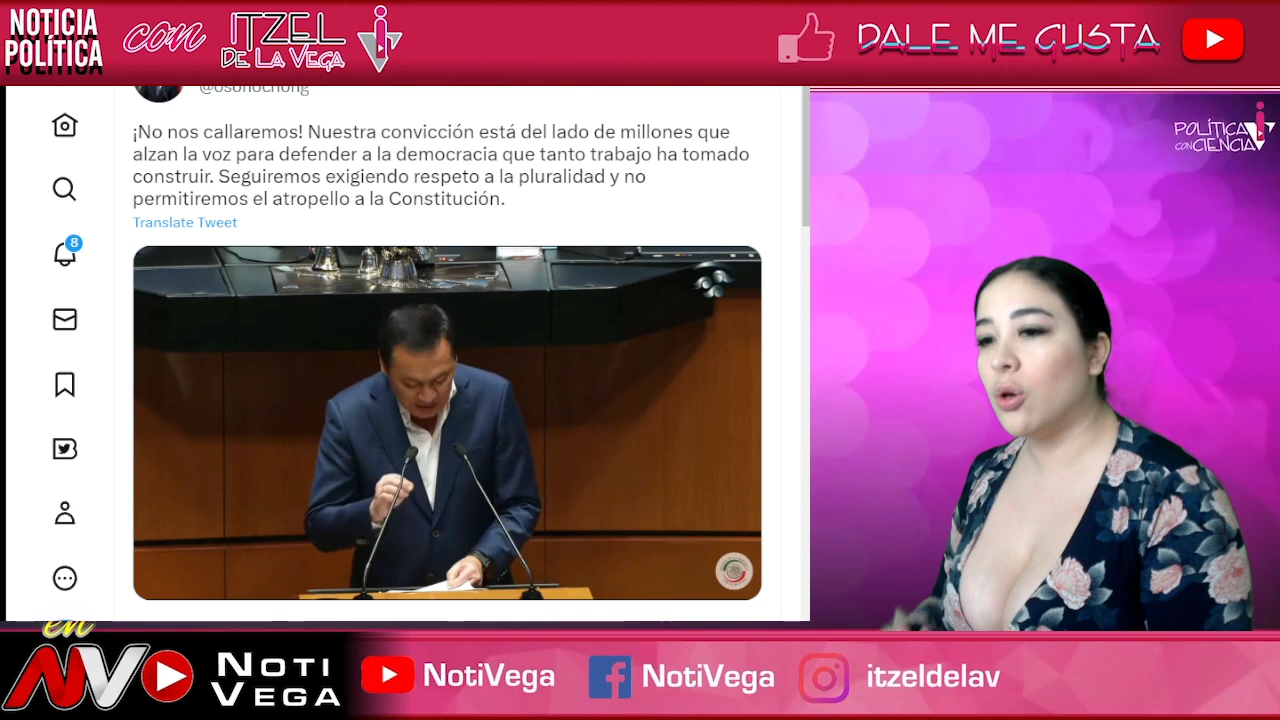 NOTICIA
POLÍTICA
con
ITZEL
DE LA VEGA
DALE ME GUSTA
POLÍTICA
CON CIENCIA
@osoriochong
¡No nos callaremos! Nuestra convicción está del lado de millones que
alzan la voz para defender a la democracia que tanto trabajo ha tomado
construir. Seguiremos exigiendo respeto a la pluralidad y no
permitiremos el atropello a la Constitución.
Translate Tweet
8
en
NV
NOTI
VEGA
NotiVega
NotiVega
itzeldelav